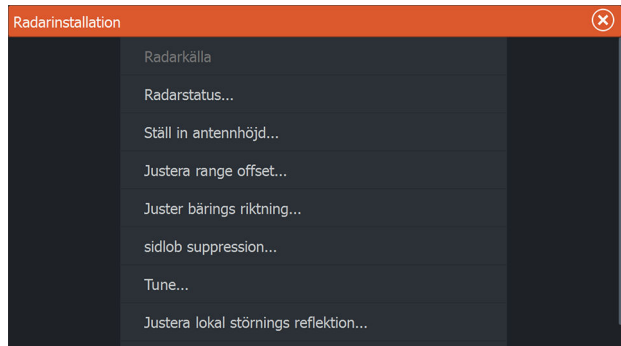 Radarinstallation
Radarkälla
Radarstatus...
Ställ in antennhöjd...
Justera range offset...
Juster bärings riktning...
sidlob suppression...
Tune...
Justera lokal störnings reflektion...